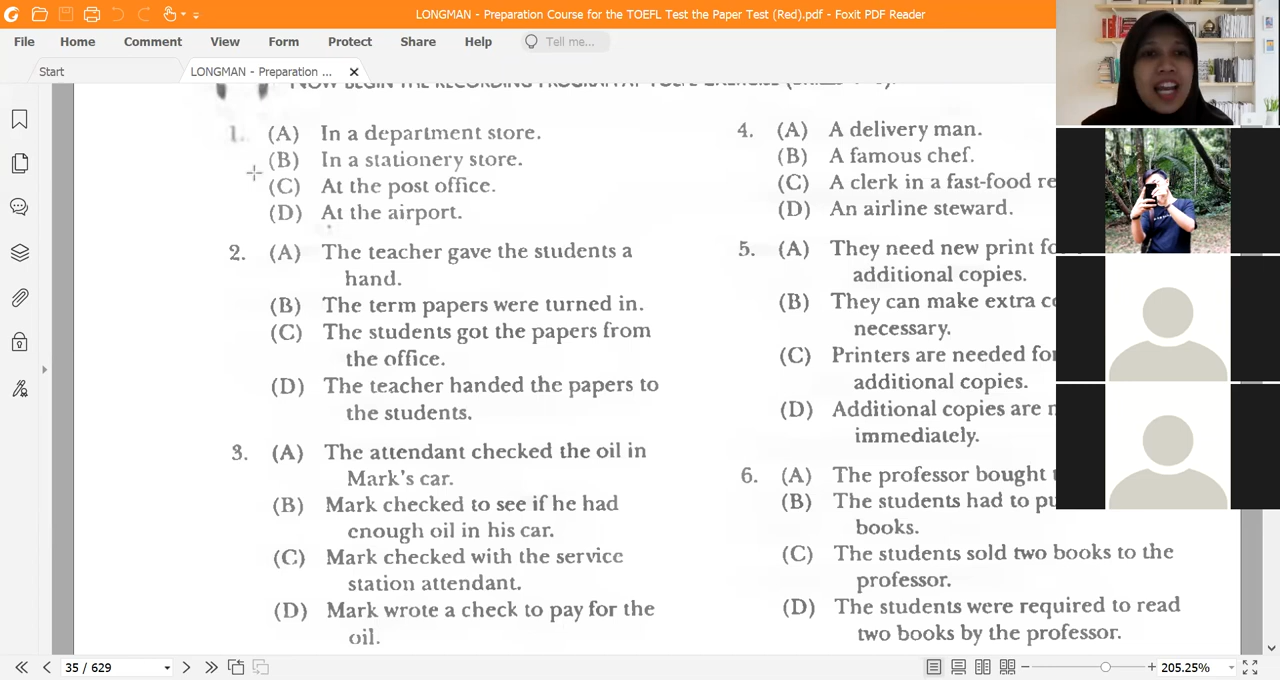 LONGMAN - Preparation Course for the TOEFL Test the Paper Test (Red).pdf - Foxit PDF Reader
File Home Comment View Form Protect Share Help Tell me...
Start LONGMAN - Preparation ...
1. (A) In a department store.
(B) In a stationery store.
(C) At the post office.
(D) At the airport.
2. (A) The teacher gave the students a
hand.
(B) The term papers were turned in.
(C) The students got the papers from
the office.
(D) The teacher handed the papers to
the students.
3. (A) The attendant checked the oil in
Mark's car.
(B) Mark checked to see if he had
enough oil in his car.
(C) Mark checked with the service
station attendant.
(D) Mark wrote a check to pay for the
oil.
4. (A) A delivery man.
(B) A famous chef.
(C) A clerk in a fast-food
(D) An airline steward.
5. (A) They need new print
additional copies.
(B) They can make extra
necessary.
(C) Printers are needed
additional copies.
(D) Additional copies are
immediately.
6. (A) The professor bought
(B) The students had to
books.
(C) The students sold two books to the
professor.
(D) The students were required to read
two books by the professor.
35 / 629 205.25%